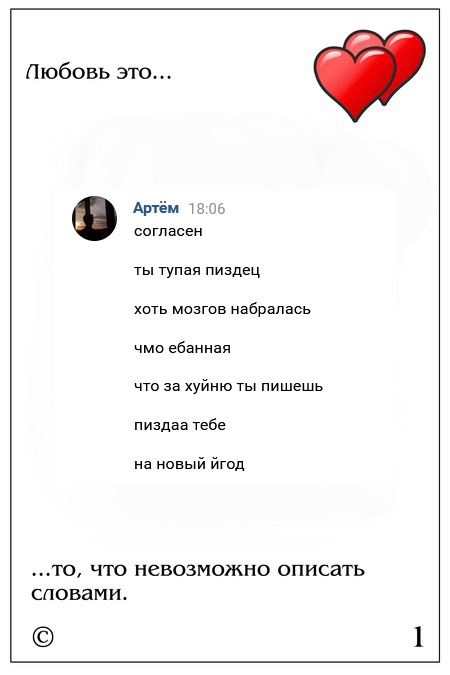 Любовь это...
Артём 18:06
согласен
ты тупая пиздец
хоть мозгов набралась
чмо ебанная
что за хуйню ты пишешь
пиздаа тебе
на новый йгод
...то, что невозможно описать
словами.
© 1